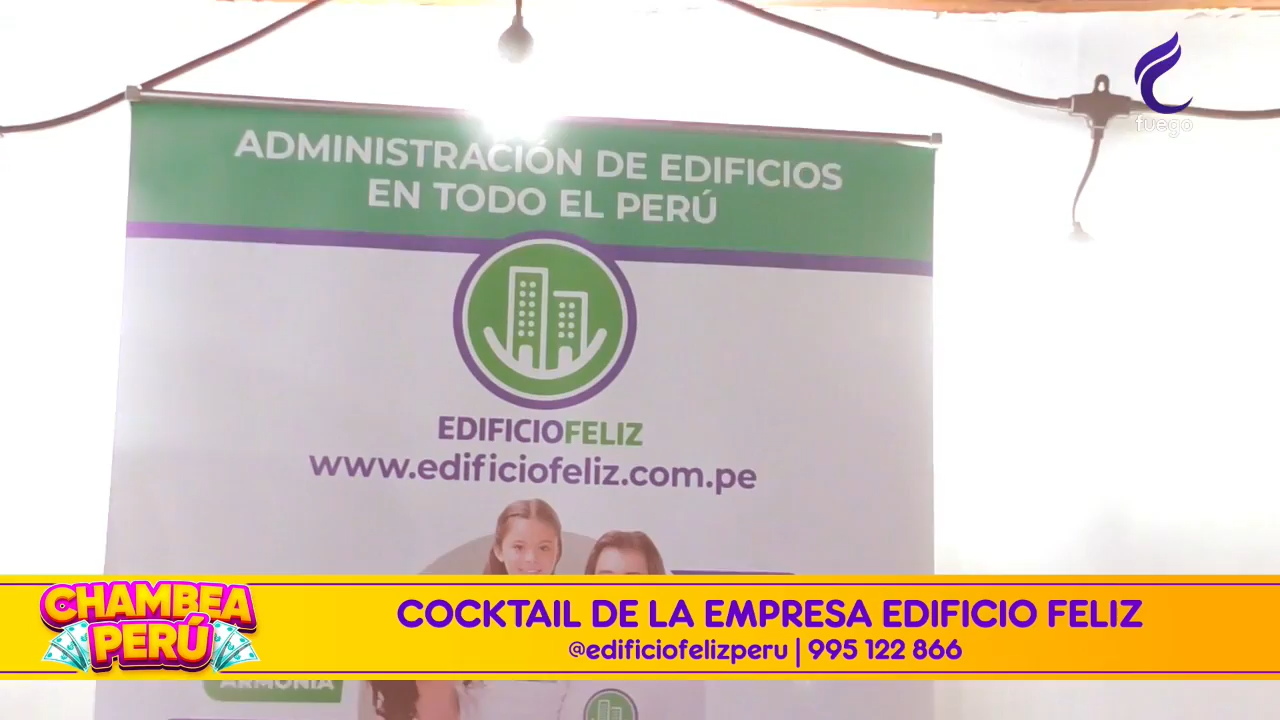 fuego
ADMINISTRACIÓN DE EDIFICIOS
EN TODO EL PERÚ
EDIFICIOFELIZ
www.edificiofeliz.com.pe
CHAMBEA
PERÚ
COCKTAIL DE LA EMPRESA EDIFICIO FELIZ
@edificiofelizperu | 995 122 866
ARMONÍA